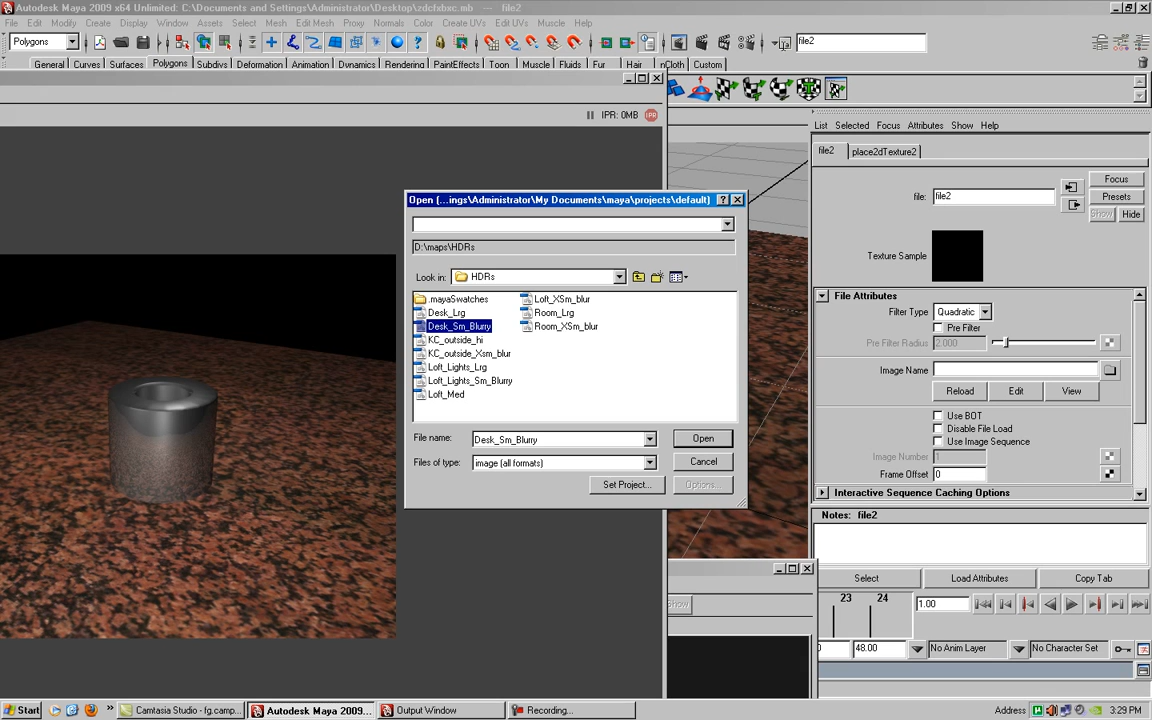 Autodesk Maya 2009 x64 Unlimited: C:\Documents and Settings\Administrator\Desktop\zdcfxbxc.mb --- file2
File Edit Modify Create Display Window Assets Select Mesh Edit Mesh Proxy Normals Color Create UVs Edit UVs Muscle Help
Polygons file2
General Curves Surfaces Polygons Subdivs Deformation Animation Dynamics Rendering PaintEffects Toon Muscle Fluids Fur Hair nCloth Custom
IPR: 0MB IPR
List Selected Focus Attributes Show Help
file2 place2dTexture2
Focus
file: file2 Presets
Show Hide
Texture Sample
File Attributes
Filter Type Quadratic
Pre Filter
Pre Filter Radius 2.000
Image Name
Reload Edit View
Use BOT
Disable File Load
Use Image Sequence
Image Number 1
Frame Offset 0
Interactive Sequence Caching Options
Notes: file2
Select Load Attributes Copy Tab
Open (...ings\Administrator\My Documents\maya\projects\default)
D:\maps\HDRs
Look in: HDRs
.mayaSwatches
Desk_Lrg
Desk_Sm_Blurry
KC_outside_hi
KC_outside_Xsm_blur
Loft_Lights_Lrg
Loft_Lights_Sm_Blurry
Loft_Med
Loft_XSm_blur
Room_Lrg
Room_XSm_blur
File name: Desk_Sm_Blurry Open
Files of type: image (all formats) Cancel
Set Project... Options...
Show
23 24 1.00
0 48.00 No Anim Layer No Character Set
Start Camtasia Studio - fg.camp... Autodesk Maya 2009... Output Window Recording... Address 3:29 PM